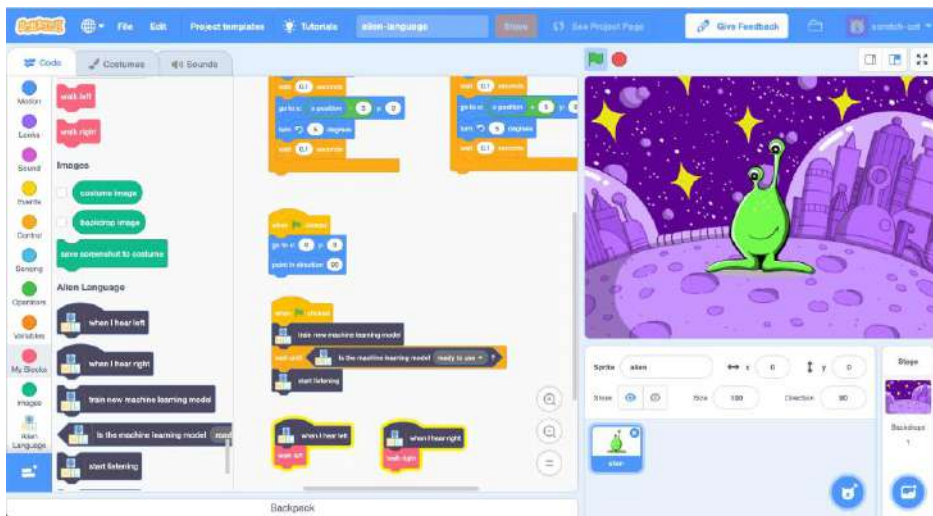 SCRATCH File Edit Project templates Tutorials alien-language Share See Project Page Give Feedback scratch-cat
Code Costumes Sounds
Motion
Looks
Sound
Events
Control
Sensing
Operators
Variables
My Blocks
Images
Alien
Language
walk left
walk right
Images
costume image
backdrop image
save screenshot to costume
Alien Language
when I hear left
when I hear right
train new machine learning model
Is the machine learning model read
start listening
wait 0.1 seconds
go to x: x position + y: 0
turn 5 degrees
wait 0.1 seconds
wait 0.1 seconds
go to x: x position + y:
turn 5 degrees
wait 0.1 seconds
when clicked
go to x: 0 y: 0
point in direction 90
when clicked
train new machine learning model
wait until Is the machine learning model ready to use ?
start listening
when I hear left
walk left
when I hear right
walk right
Backpack
Sprite alien x 0 y 0
Show Size 100 Direction 90
alien
Stage
Backdrops
1